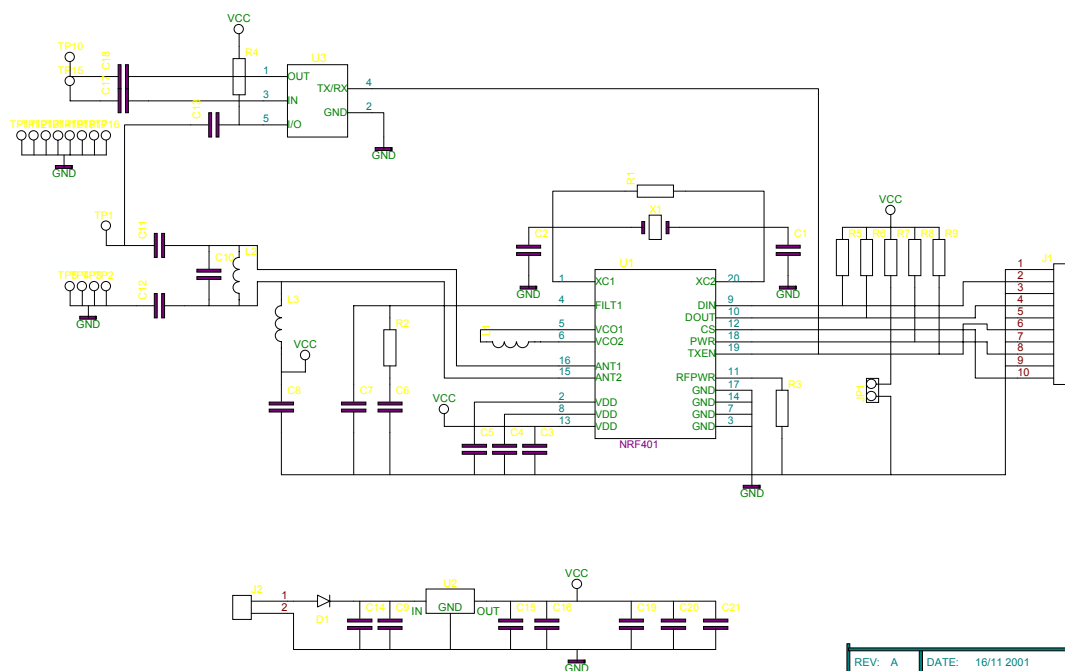 VCC
TP10
C18
R4
U3
TP15
C17
1 OUT
TX/RX 4
3 IN
GND 2
C13
5 I/O
GND
GND
R1
VCC
TP1
C11
C2
X1
C1
R5 R6 R7 R8 R9
L2
C10
GND
GND
U1
J1
C12
GND
L3
1 XC1
XC2 20
4 FILT1
DIN 9
DOUT 10
R2
5 VCO1
CS 12
6 VCO2
PWR 18
TXEN 19
VCC
16 ANT1
15 ANT2
RFPWR 11
R3
C7
C6
VCC
2 VDD
8 VDD
13 VDD
GND 17
GND 14
GND 7
GND 3
JP1
C5 C4 C3
NRF401
GND
1
2
3
4
5
6
7
8
9
10
VCC
J2
1
2
D1
C14 C9
U2
IN GND OUT
C15 C16
C19 C20 C21
GND
REV: A DATE: 16/11 2001